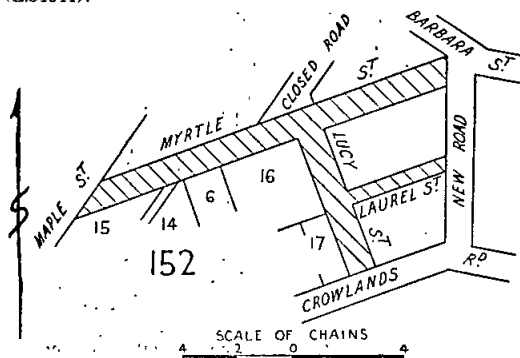 BARBARA ST
CLOSED ROAD
ST
MYRTLE
LUCY
NEW ROAD
MAPLE ST
16
6
14
15
LAUREL ST
152
17
ST
CROWLANDS RD
SCALE OF CHAINS
4 2 0 4